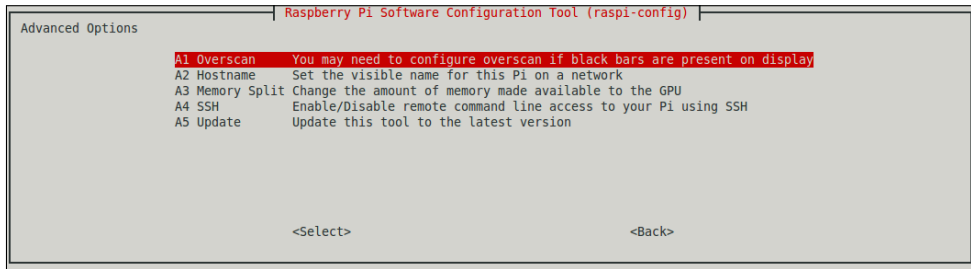 Raspberry Pi Software Configuration Tool (raspi-config)
Advanced Options
A1 Overscan You may need to configure overscan if black bars are present on display
A2 Hostname Set the visible name for this Pi on a network
A3 Memory Split Change the amount of memory made available to the GPU
A4 SSH Enable/Disable remote command line access to your Pi using SSH
A5 Update Update this tool to the latest version
<Select> <Back>